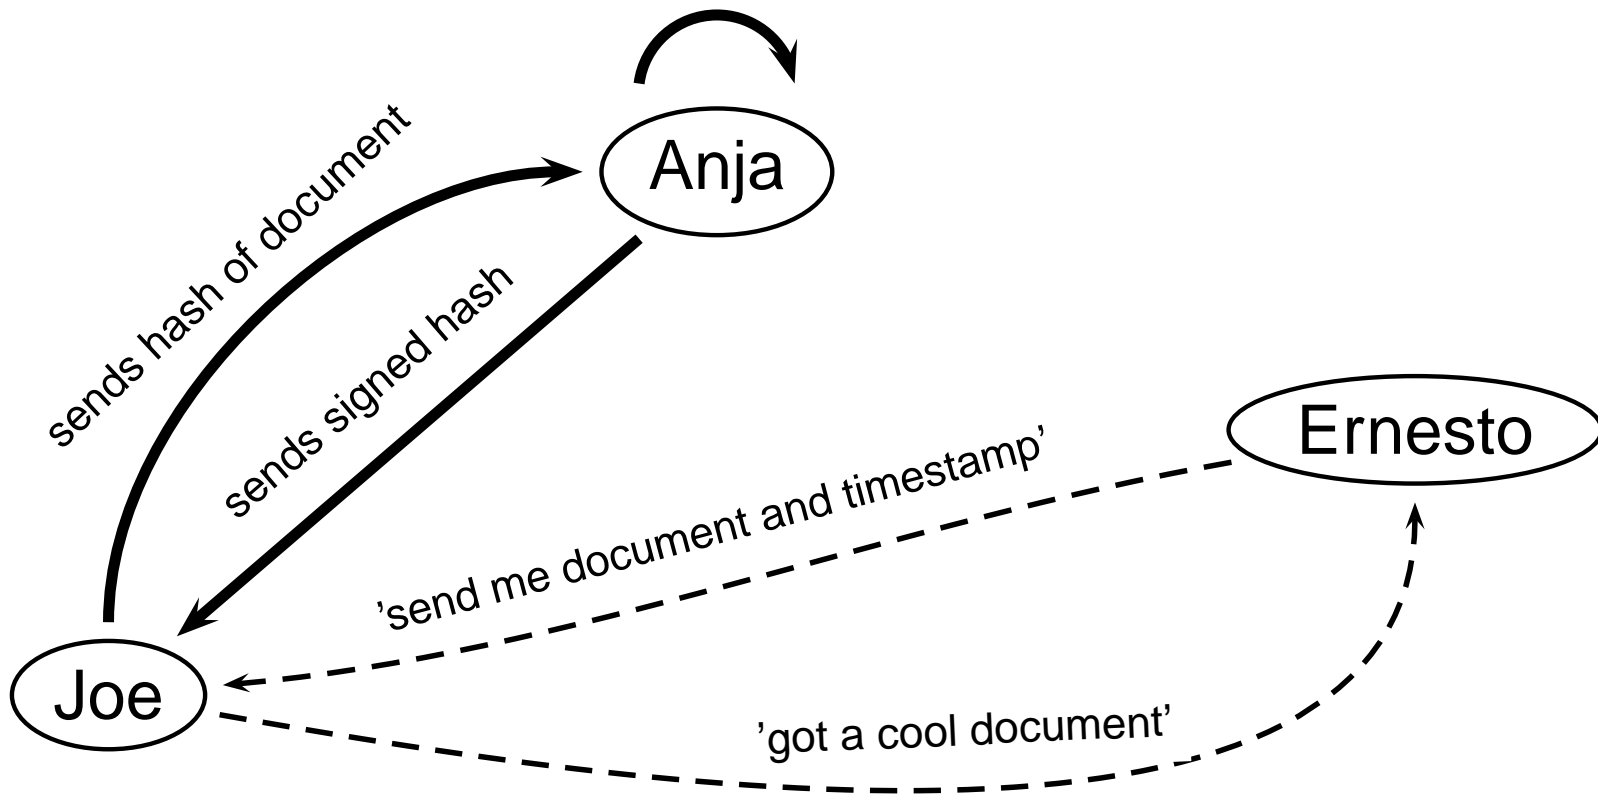 Anja
sends hash of document
sends signed hash
Ernesto
’send me document and timestamp’
Joe
’got a cool document’